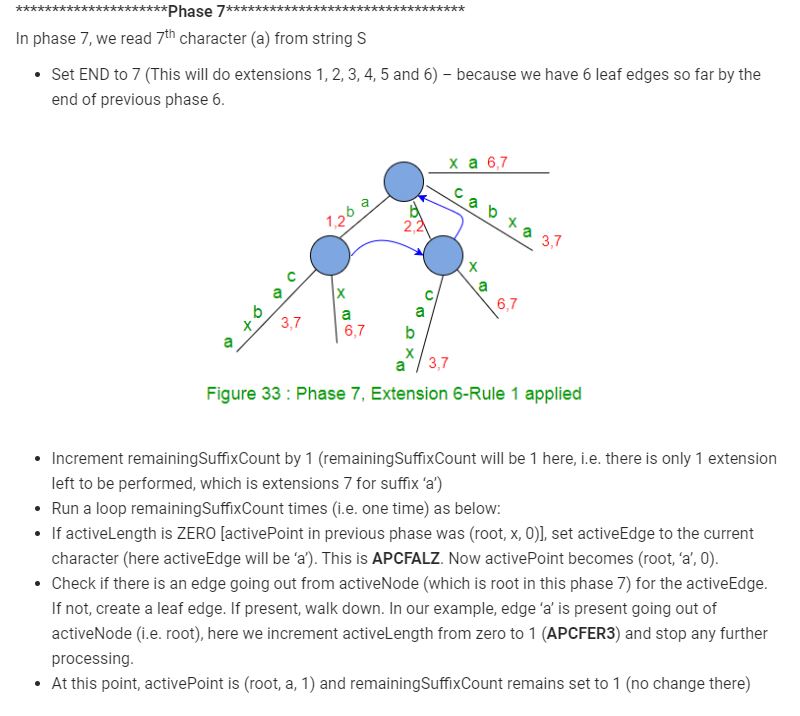 *********************Phase 7*********************************
In phase 7, we read 7th character (a) from string S
• Set END to 7 (This will do extensions 1, 2, 3, 4, 5 and 6) – because we have 6 leaf edges so far by the
end of previous phase 6.
x a 6,7
1,2 b a
b
2,2
c a b x a 3,7
c a b x a 3,7
x a 6,7
c a b x a 3,7
x a 6,7
Figure 33 : Phase 7, Extension 6-Rule 1 applied
• Increment remainingSuffixCount by 1 (remainingSuffixCount will be 1 here, i.e. there is only 1 extension
left to be performed, which is extensions 7 for suffix ‘a’)
• Run a loop remainingSuffixCount times (i.e. one time) as below:
• If activeLength is ZERO [activePoint in previous phase was (root, x, 0)], set activeEdge to the current
character (here activeEdge will be ‘a’). This is APCFALZ. Now activePoint becomes (root, ‘a’, 0).
• Check if there is an edge going out from activeNode (which is root in this phase 7) for the activeEdge.
If not, create a leaf edge. If present, walk down. In our example, edge ‘a’ is present going out of
activeNode (i.e. root), here we increment activeLength from zero to 1 (APCFER3) and stop any further
processing.
• At this point, activePoint is (root, a, 1) and remainingSuffixCount remains set to 1 (no change there)